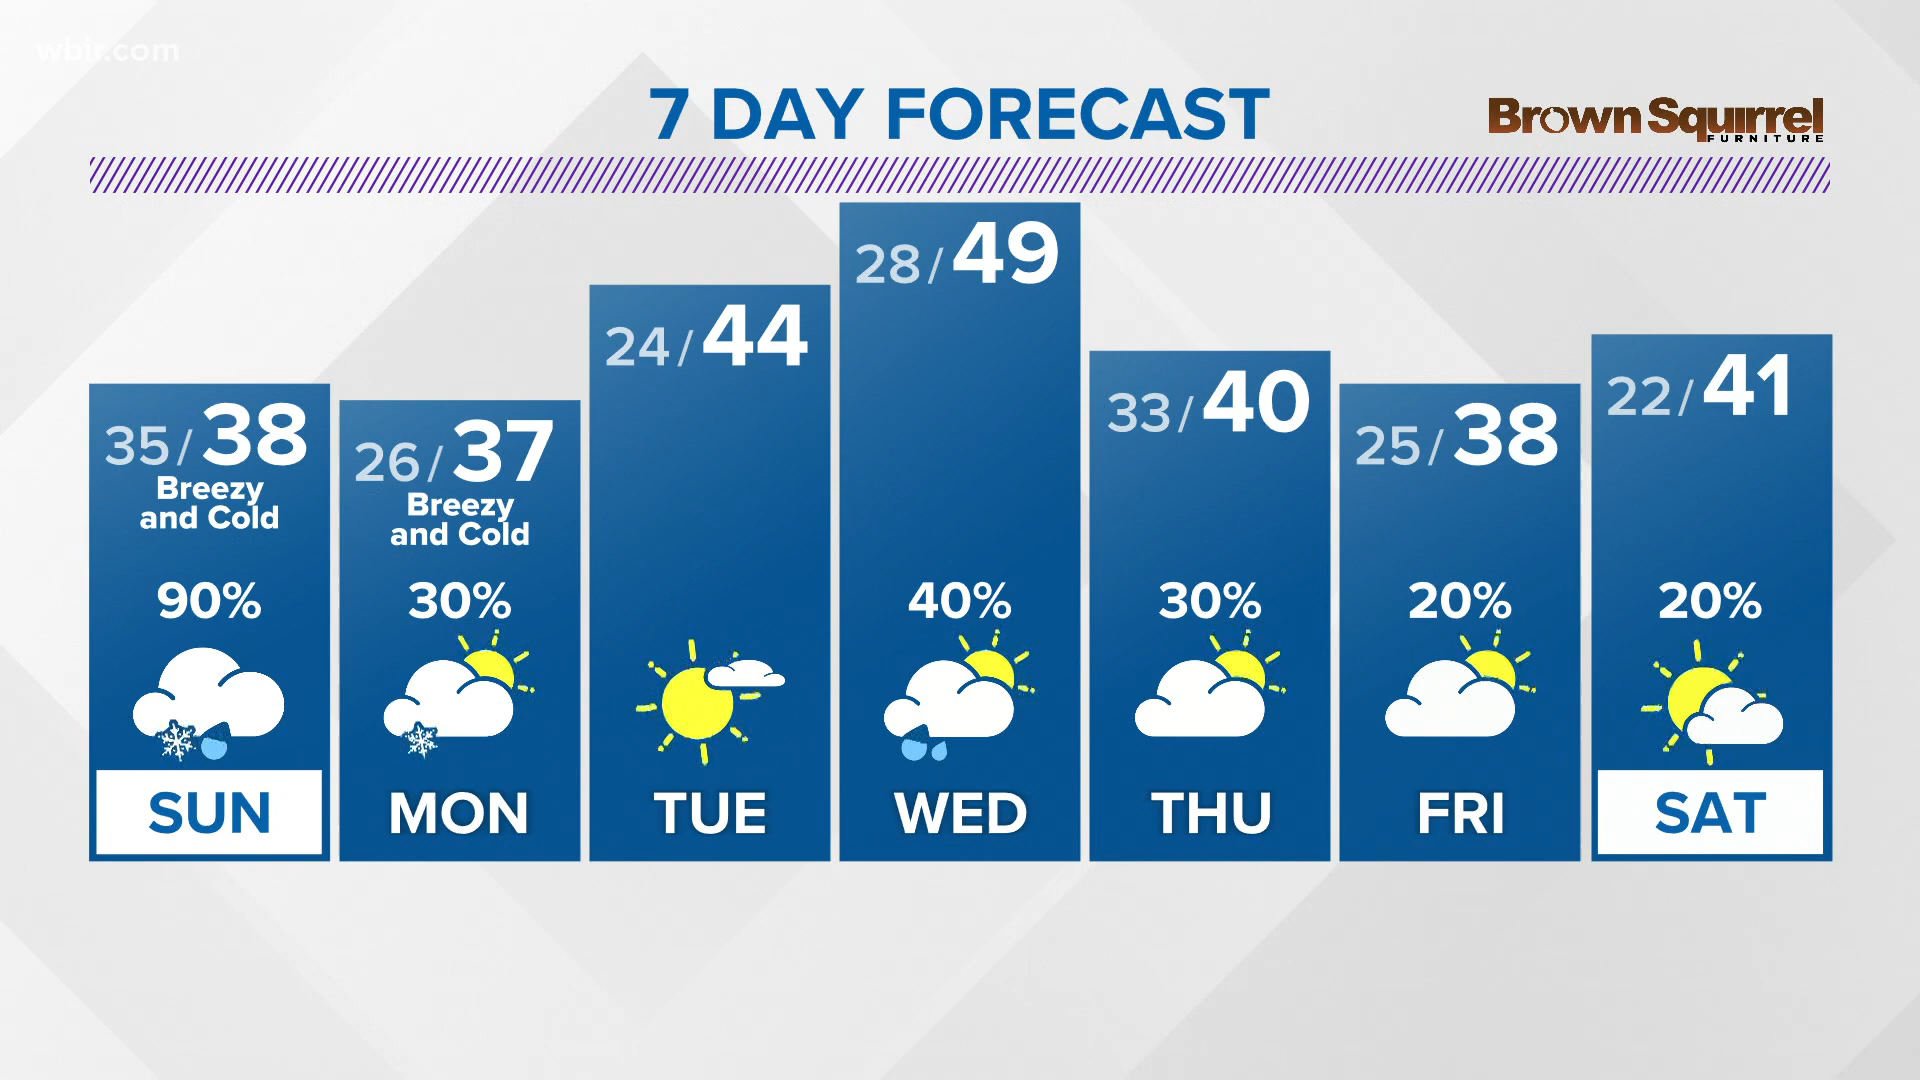 wbir.com
7 DAY FORECAST
Brown Squirrel
FURNITURE
35/38
Breezy
and Cold
90%
SUN
26/37
Breezy
and Cold
30%
MON
24/44
TUE
28/49
40%
WED
33/40
30%
THU
25/38
20%
FRI
22/41
20%
SAT